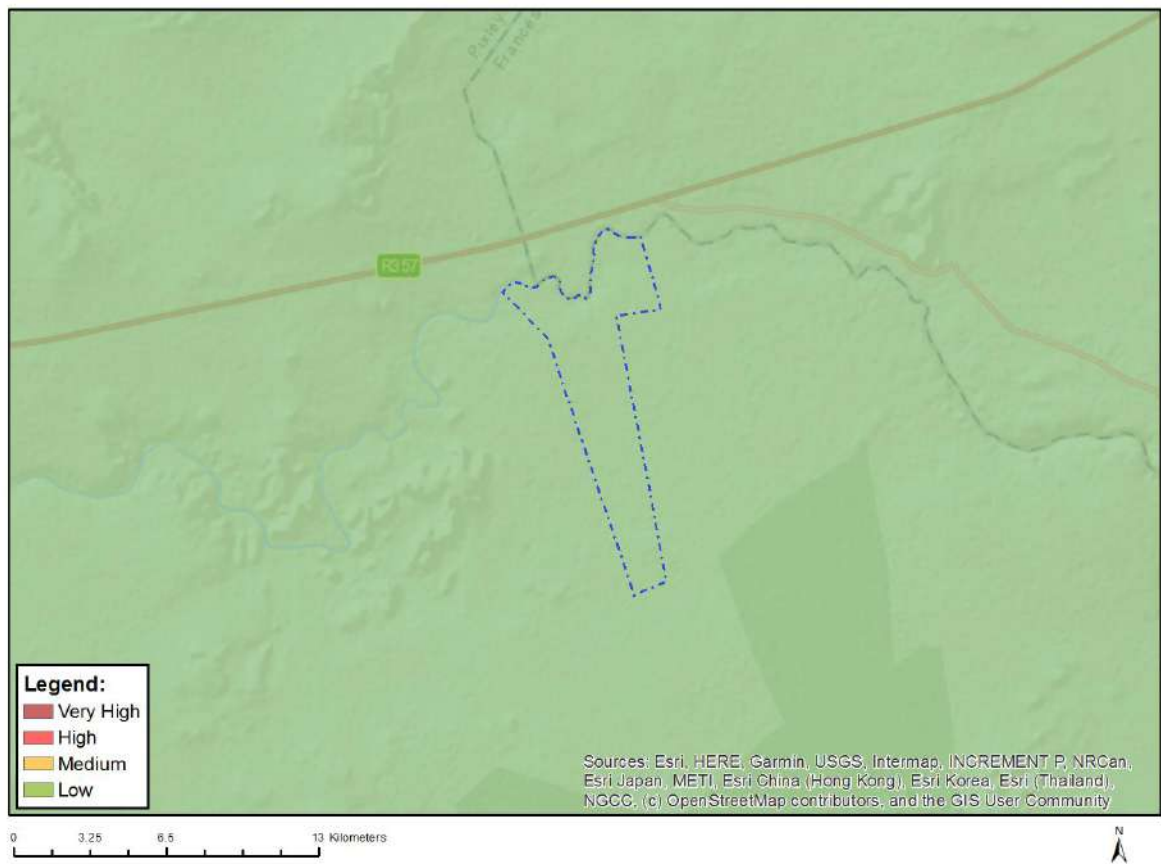 Pixley
Frances
R357
Legend:
Very High
High
Medium
Low
Sources: Esri, HERE, Garmin, USGS, Intermap, INCREMENT P, NRCan,
Esri Japan, METI, Esri China (Hong Kong), Esri Korea, Esri (Thailand),
NGCC, (c) OpenStreetMap contributors, and the GIS User Community
0 3.25 6.5 13 Kilometers
N